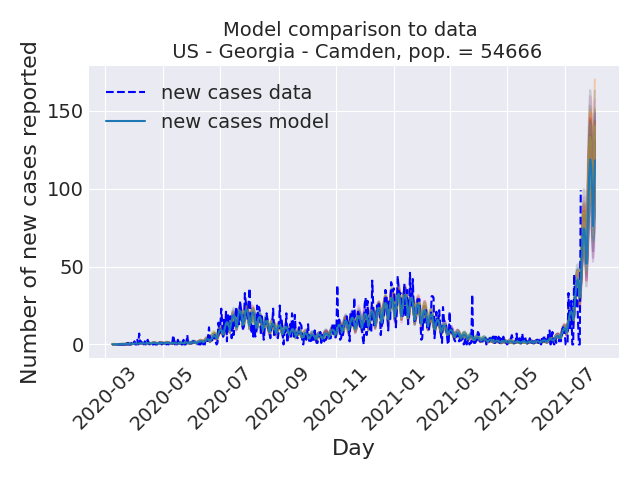 Model comparison to data
US - Georgia - Camden, pop. = 54666
Number of new cases reported
150
100
50
0
new cases data
new cases model
2020-03
2020-05
2020-07
2020-09
2020-11
2021-01
2021-03
2021-05
2021-07
Day